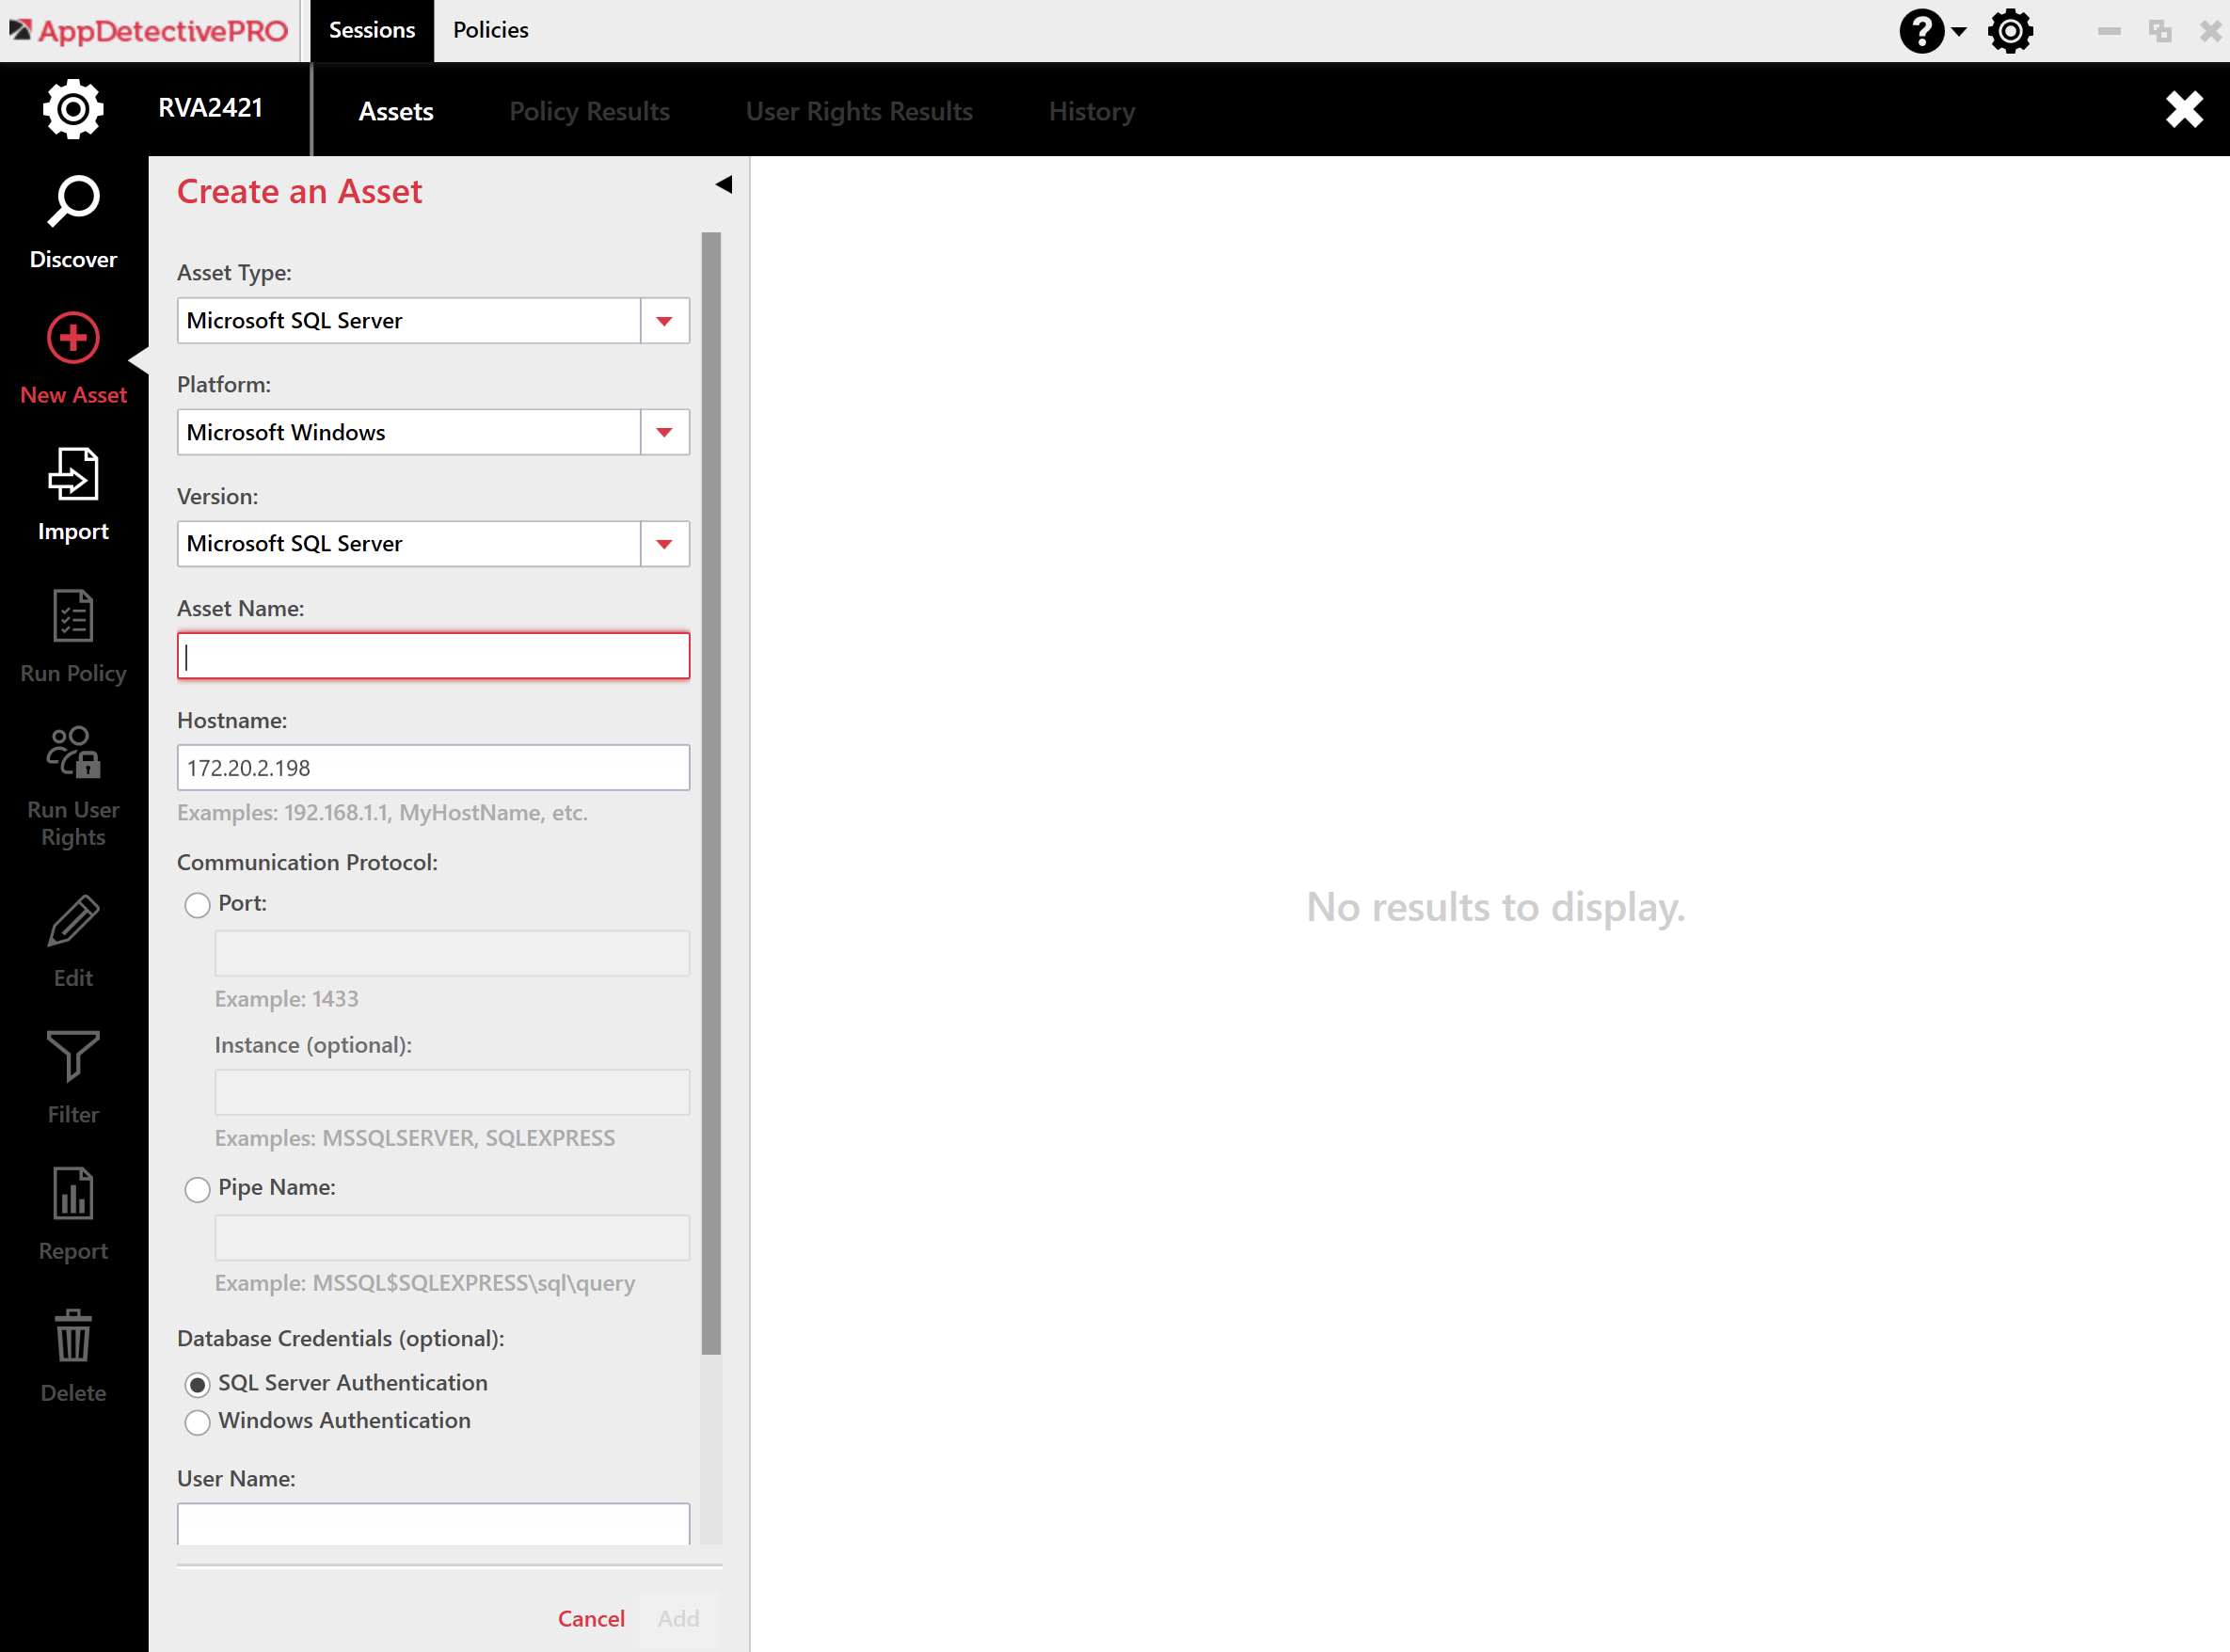 AppDetectivePRO
Sessions
Policies
?
RVA2421
Assets
Policy Results
User Rights Results
History
Discover
New Asset
Import
Run Policy
Run User
Rights
Edit
Filter
Report
Delete
Create an Asset
Asset Type:
Microsoft SQL Server
Platform:
Microsoft Windows
Version:
Microsoft SQL Server
Asset Name:
Hostname:
172.20.2.198
Examples: 192.168.1.1, MyHostName, etc.
Communication Protocol:
Port:
Example: 1433
Instance (optional):
Examples: MSSQLSERVER, SQLEXPRESS
Pipe Name:
Example: MSSQL$SQLEXPRESS\sql\query
Database Credentials (optional):
SQL Server Authentication
Windows Authentication
User Name:
Cancel
Add
No results to display.